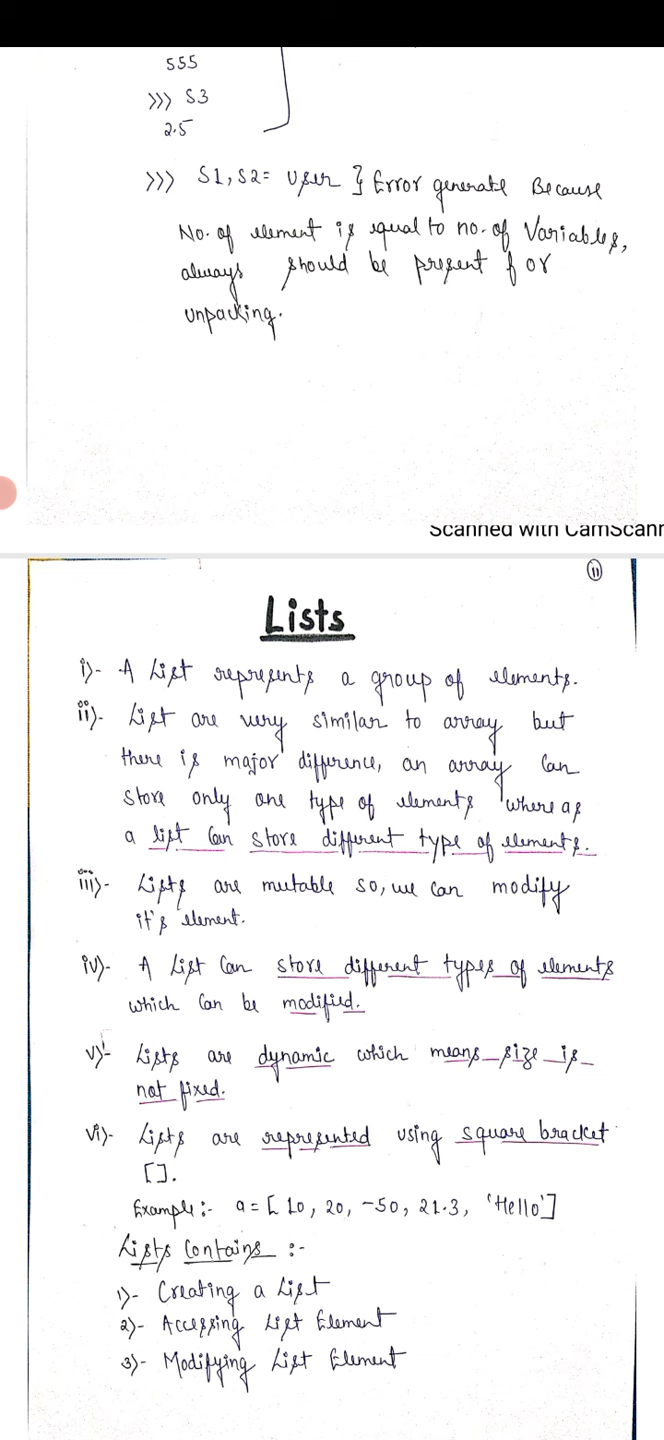 555
>>> S3
2.5
>>> S1, S2 = User } Error generate Because
No. of element is equal to no. of Variables,
always should be present for
unpacking.
Scanned with CamScann
11
Lists
i)- A List represents a group of elements.
ii)- List are very similar to array but
there is major difference, an array Can
store only one type of elements where as
a list Can store different type of elements.
iii)- Lists are mutable so, we can modify
it's element.
iv)- A List Can store different types of elements
which Can be modified.
v)- Lists are dynamic which means size is
not fixed.
vi)- Lists are represented using square bracket
[].
Example :- a = [ 10, 20, -50, 21.3, 'Hello']
Lists Contains :-
1)- Creating a List
2)- Accessing List Element
3)- Modifying List Element